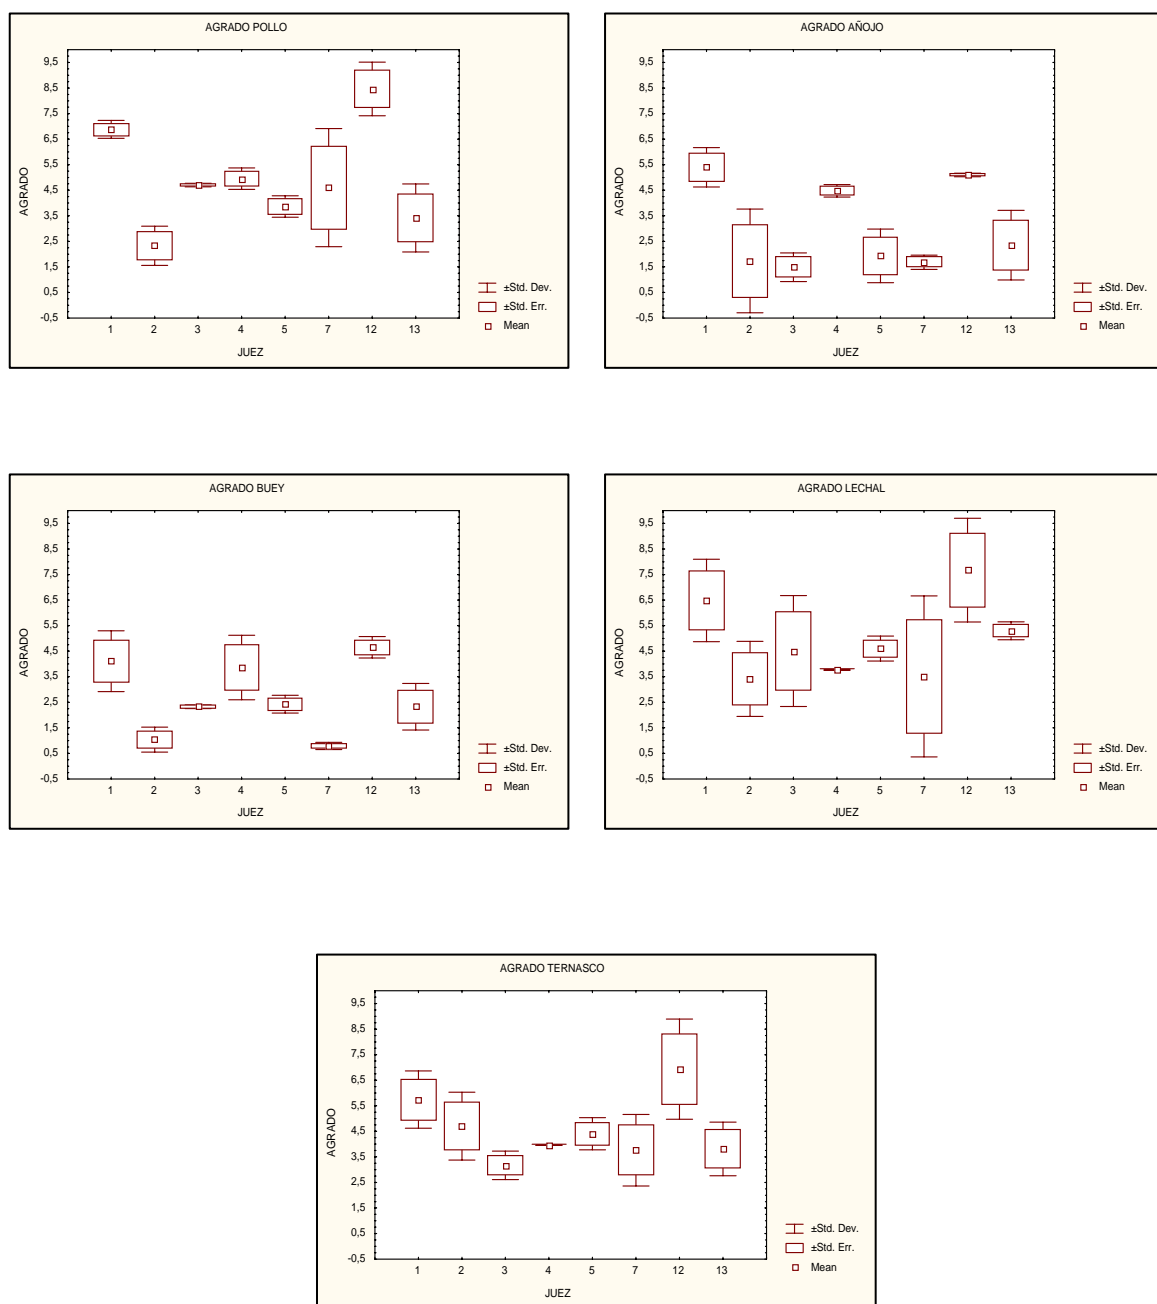 AGRADO POLLO
AGRADO
9,5
8,5
7,5
6,5
5,5
4,5
3,5
2,5
1,5
0,5
-0,5
1 2 3 4 5 7 12 13
JUEZ
±Std. Dev.
±Std. Err.
Mean
AGRADO AÑOJO
AGRADO
9,5
8,5
7,5
6,5
5,5
4,5
3,5
2,5
1,5
0,5
-0,5
1 2 3 4 5 7 12 13
JUEZ
±Std. Dev.
±Std. Err.
Mean
AGRADO BUEY
AGRADO
9,5
8,5
7,5
6,5
5,5
4,5
3,5
2,5
1,5
0,5
-0,5
1 2 3 4 5 7 12 13
JUEZ
±Std. Dev.
±Std. Err.
Mean
AGRADO LECHAL
AGRADO
9,5
8,5
7,5
6,5
5,5
4,5
3,5
2,5
1,5
0,5
-0,5
1 2 3 4 5 7 12 13
JUEZ
±Std. Dev.
±Std. Err.
Mean
AGRADO TERNASCO
AGRADO
9,5
8,5
7,5
6,5
5,5
4,5
3,5
2,5
1,5
0,5
-0,5
1 2 3 4 5 7 12 13
JUEZ
±Std. Dev.
±Std. Err.
Mean